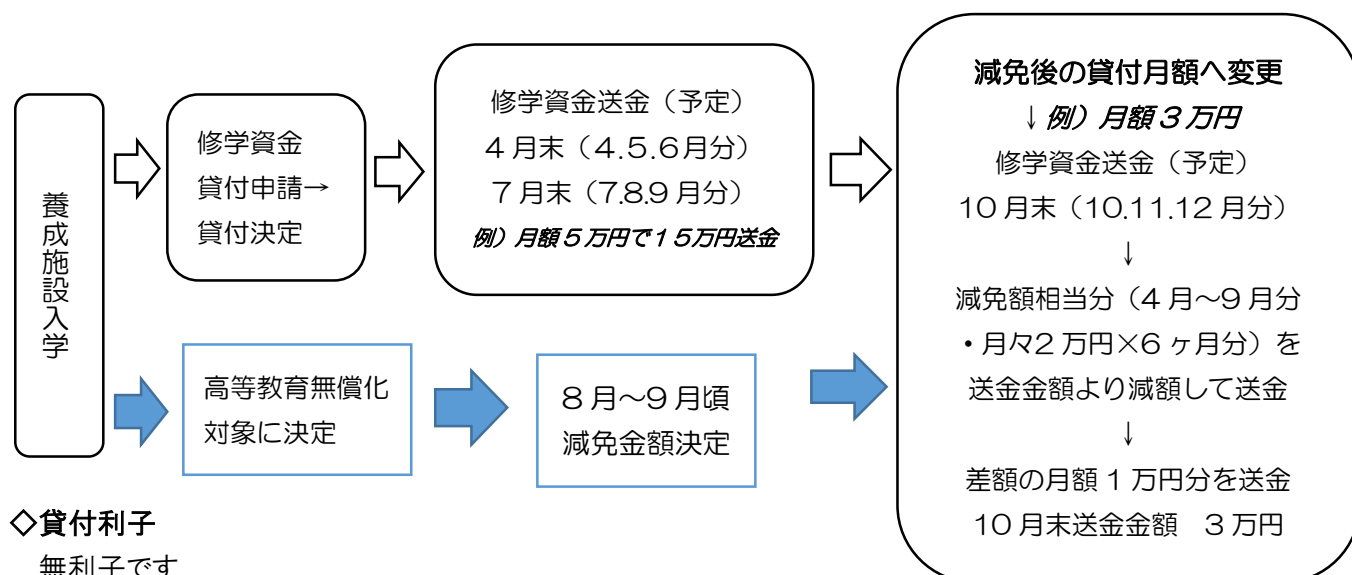 養成施設入学
修学資金
貸付申請→
貸付決定
修学資金送金（予定）
４月末（4.5.6月分）
７月末（7.8.9月分）
例）月額５万円で１５万円送金
高等教育無償化
対象に決定
８月～９月頃
減免金額決定
減免後の貸付月額へ変更
↓例）月額３万円
修学資金送金（予定）
10月末（10.11.12月分）
↓
減免額相当分（４月～９月分
・月々２万円×６ヶ月分）を
送金金額より減額して送金
↓
差額の月額１万円分を送金
10月末送金金額　３万円
◇貸付利子
無利子です